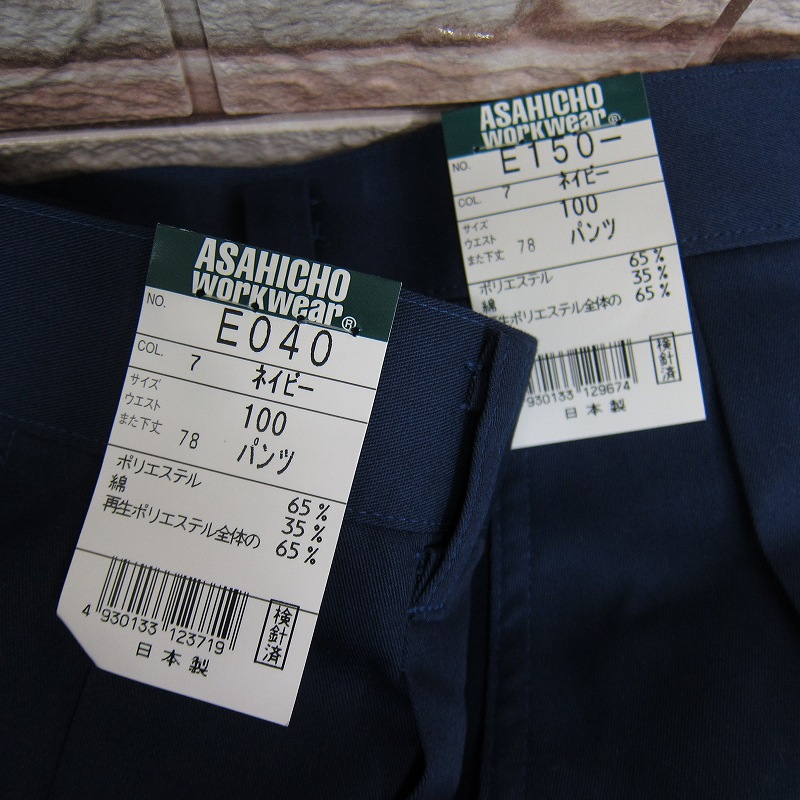 ASAHICHO
workwear®
NO.
E040
COL. 7 ネイビー
サイズ
ウエスト 100
また下丈 78 パンツ
ポリエステル 65%
綿 35%
再生ポリエステル全体の 65%
4 930133 123719
検針済
日本製
ASAHICHO
workwear®
NO. E150-
COL. 7 ネイビー
サイズ 100
ウエスト
また下丈 78 パンツ
ポリエステル 65%
綿 35%
再生ポリエステル全体の 65%
930133 129674
検針済
日本製